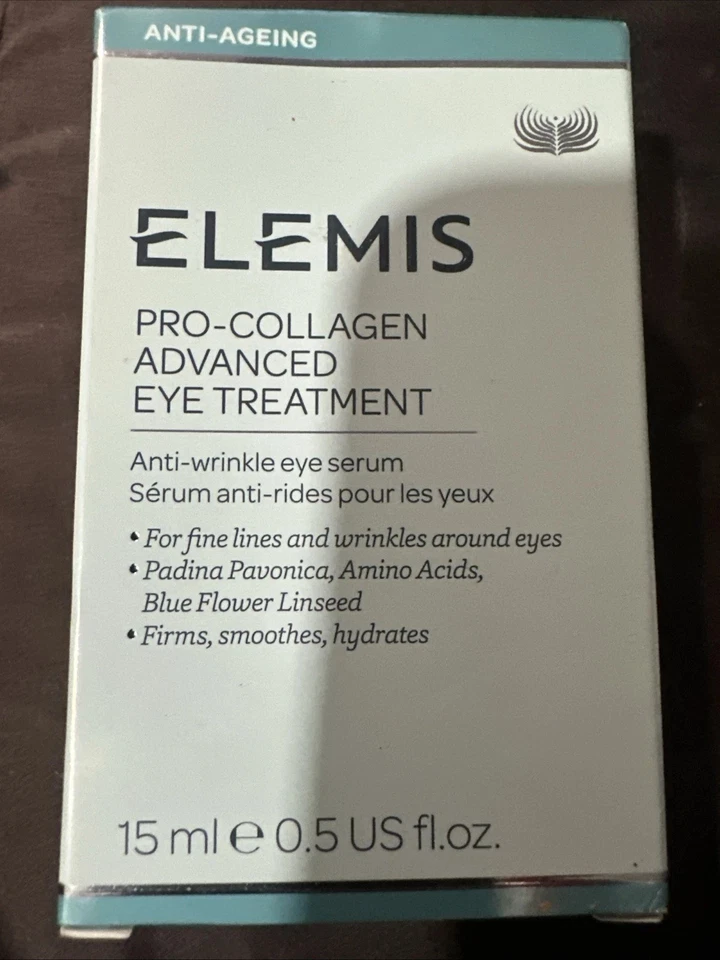 ANTI-AGEING
ELEMIS
PRO-COLLAGEN
ADVANCED
EYE TREATMENT
Anti-wrinkle eye serum
Sérum anti-rides pour les yeux
• For fine lines and wrinkles around eyes
• Padina Pavonica, Amino Acids,
Blue Flower Linseed
• Firms, smoothes, hydrates
15 ml ℮ 0.5 US fl.oz.